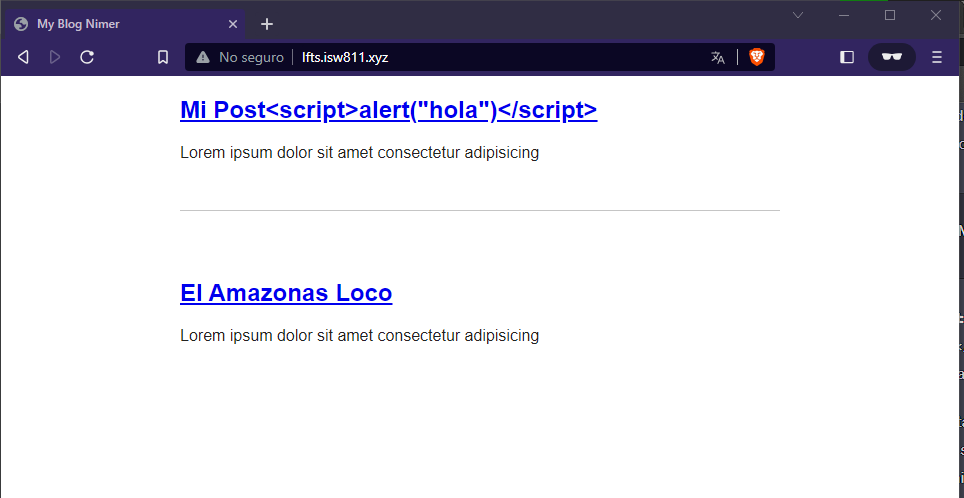 My Blog Nimer
No seguro lfts.isw811.xyz
Mi Post<script>alert("hola")</script>
Lorem ipsum dolor sit amet consectetur adipisicing
El Amazonas Loco
Lorem ipsum dolor sit amet consectetur adipisicing